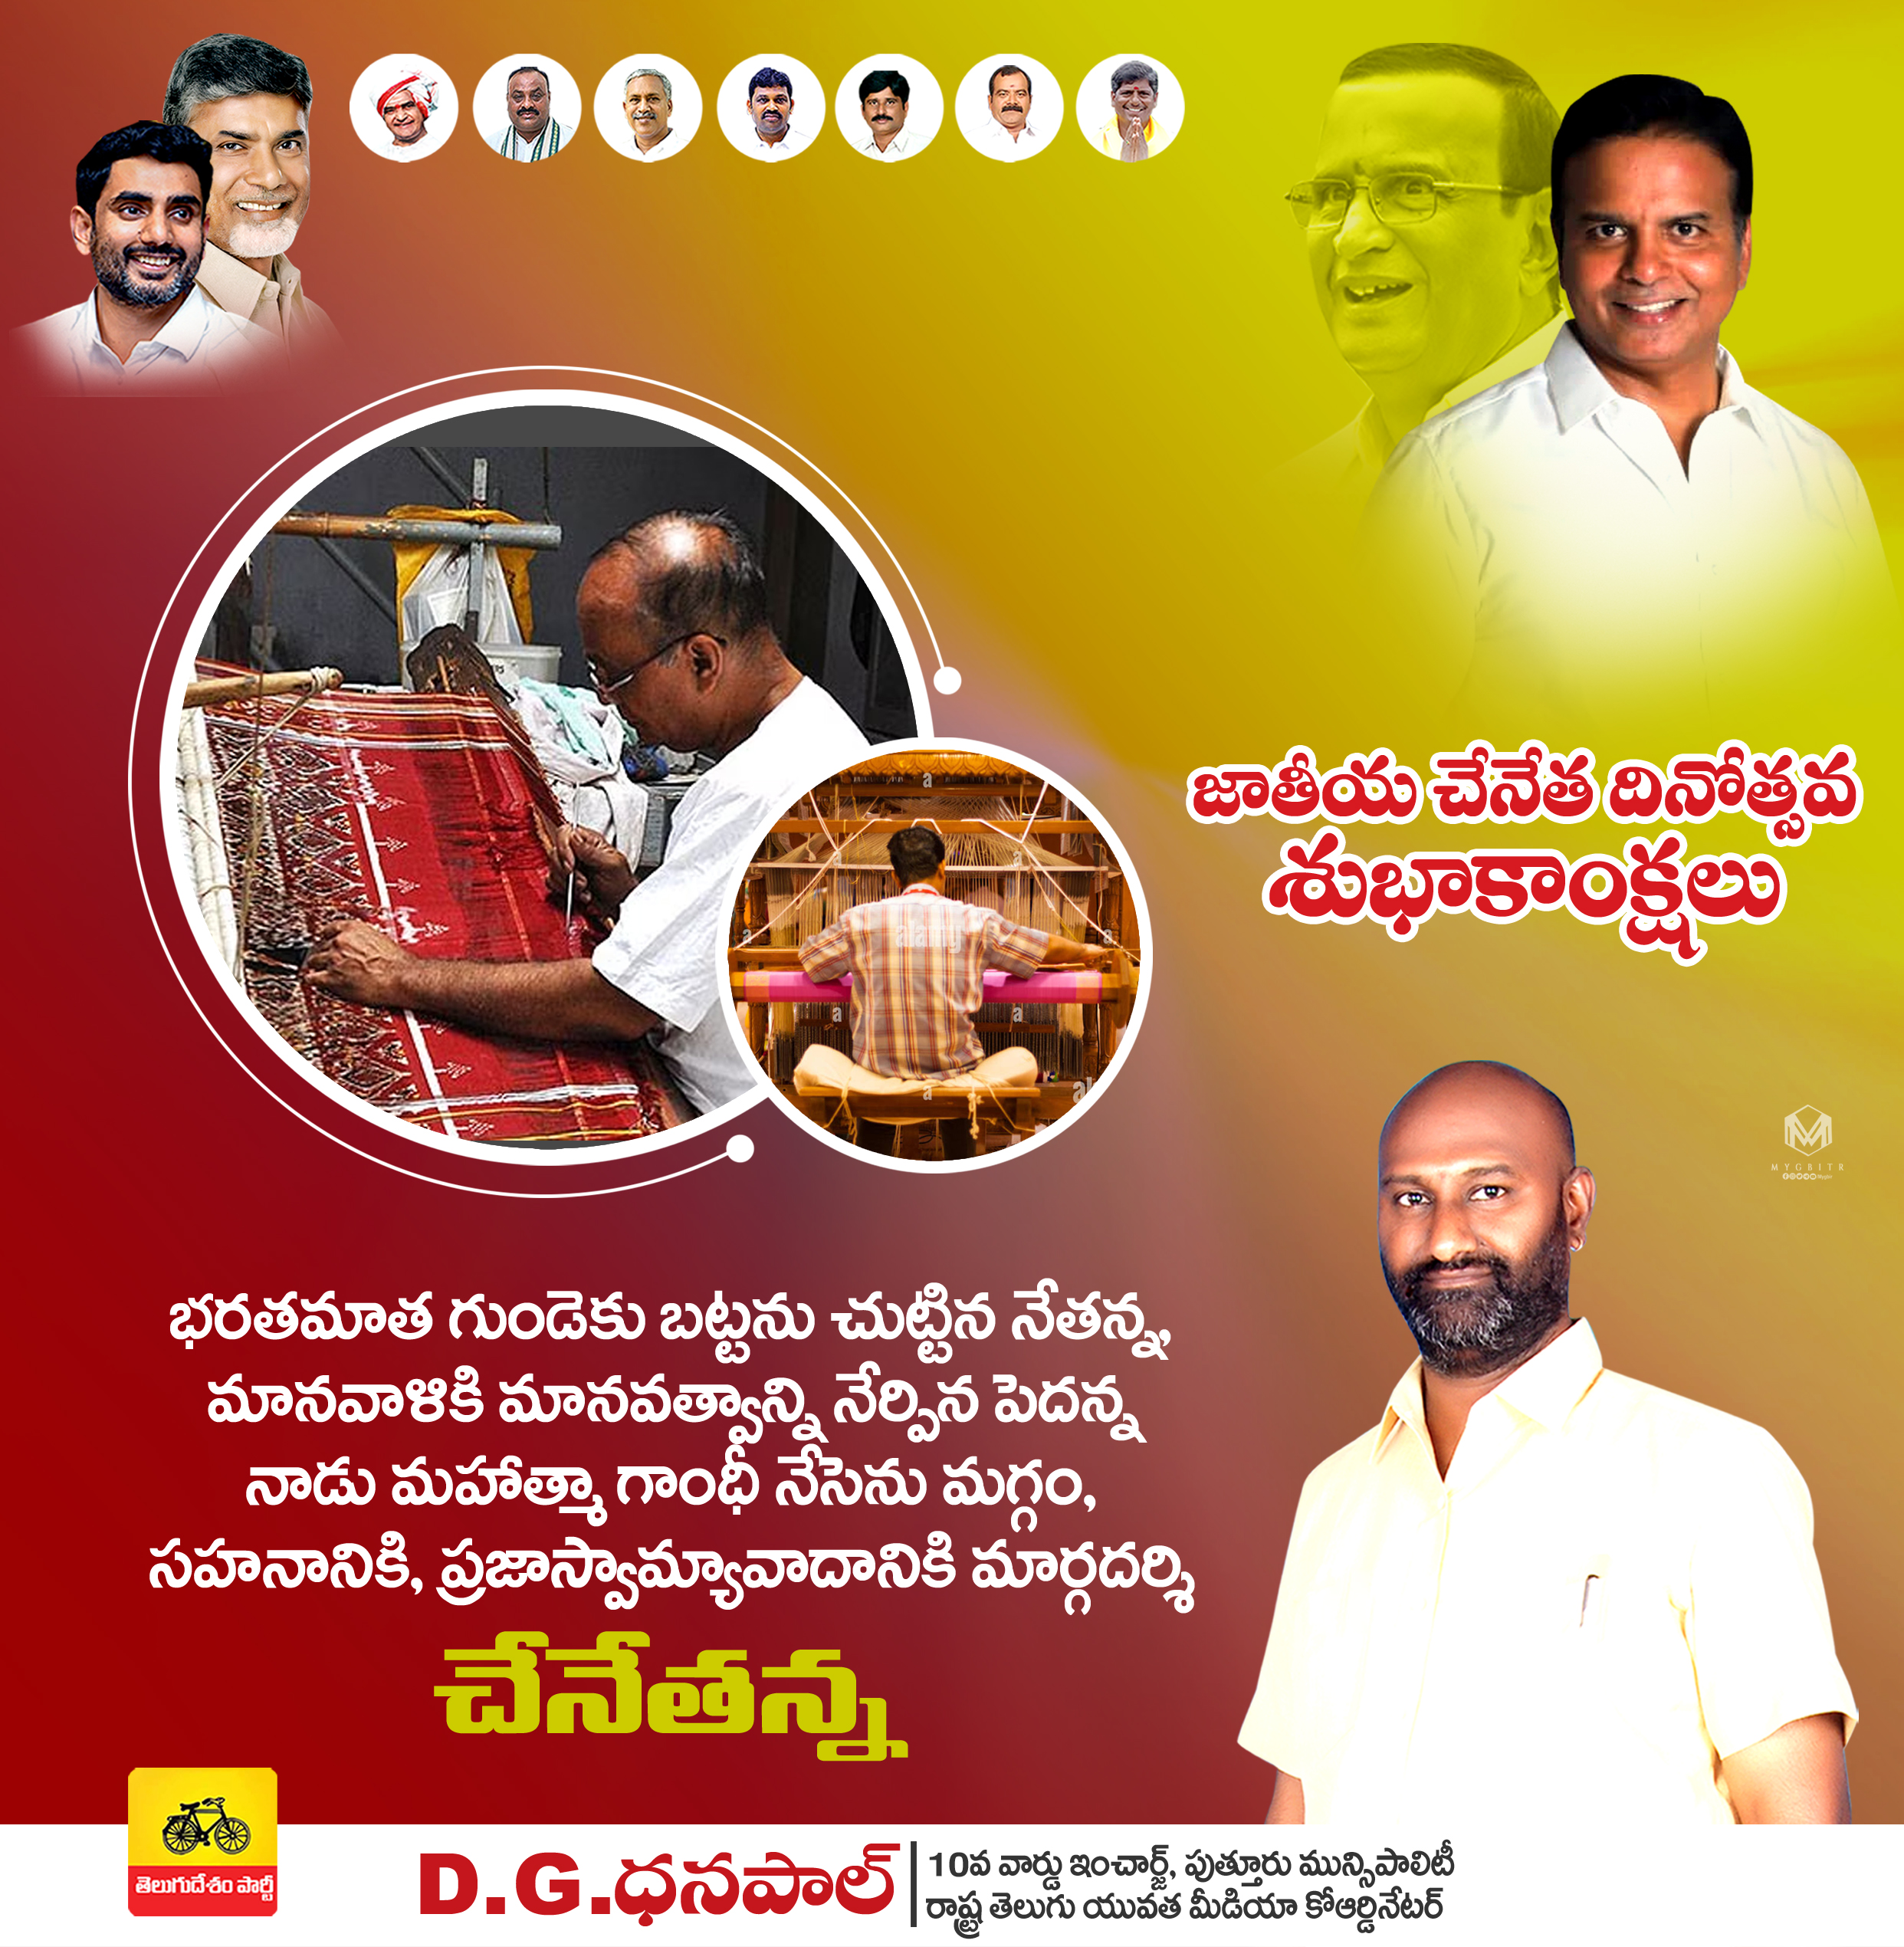 జాతీయ చేనేత దినోత్సవ
శుభాకాంక్షలు
MYGBITR
భరతమాత గుండెకు బట్టను చుట్టిన నేతన్న,
మానవాళికి మానవత్వాన్ని నేర్పిన పెదన్న
నాడు మహాత్మా గాంధీ నేసెను మగ్గం,
సహనానికి, ప్రజాస్వామ్యావాదానికి మార్గదర్శి
చేనేతన్న
తెలుగుదేశం పార్టీ
D.G.ధనపాల్
10వ వార్డు ఇంచార్జ్, పుత్తూరు మున్సిపాలిటీ
రాష్ట్ర తెలుగు యువత మీడియా కోఆర్డినేటర్